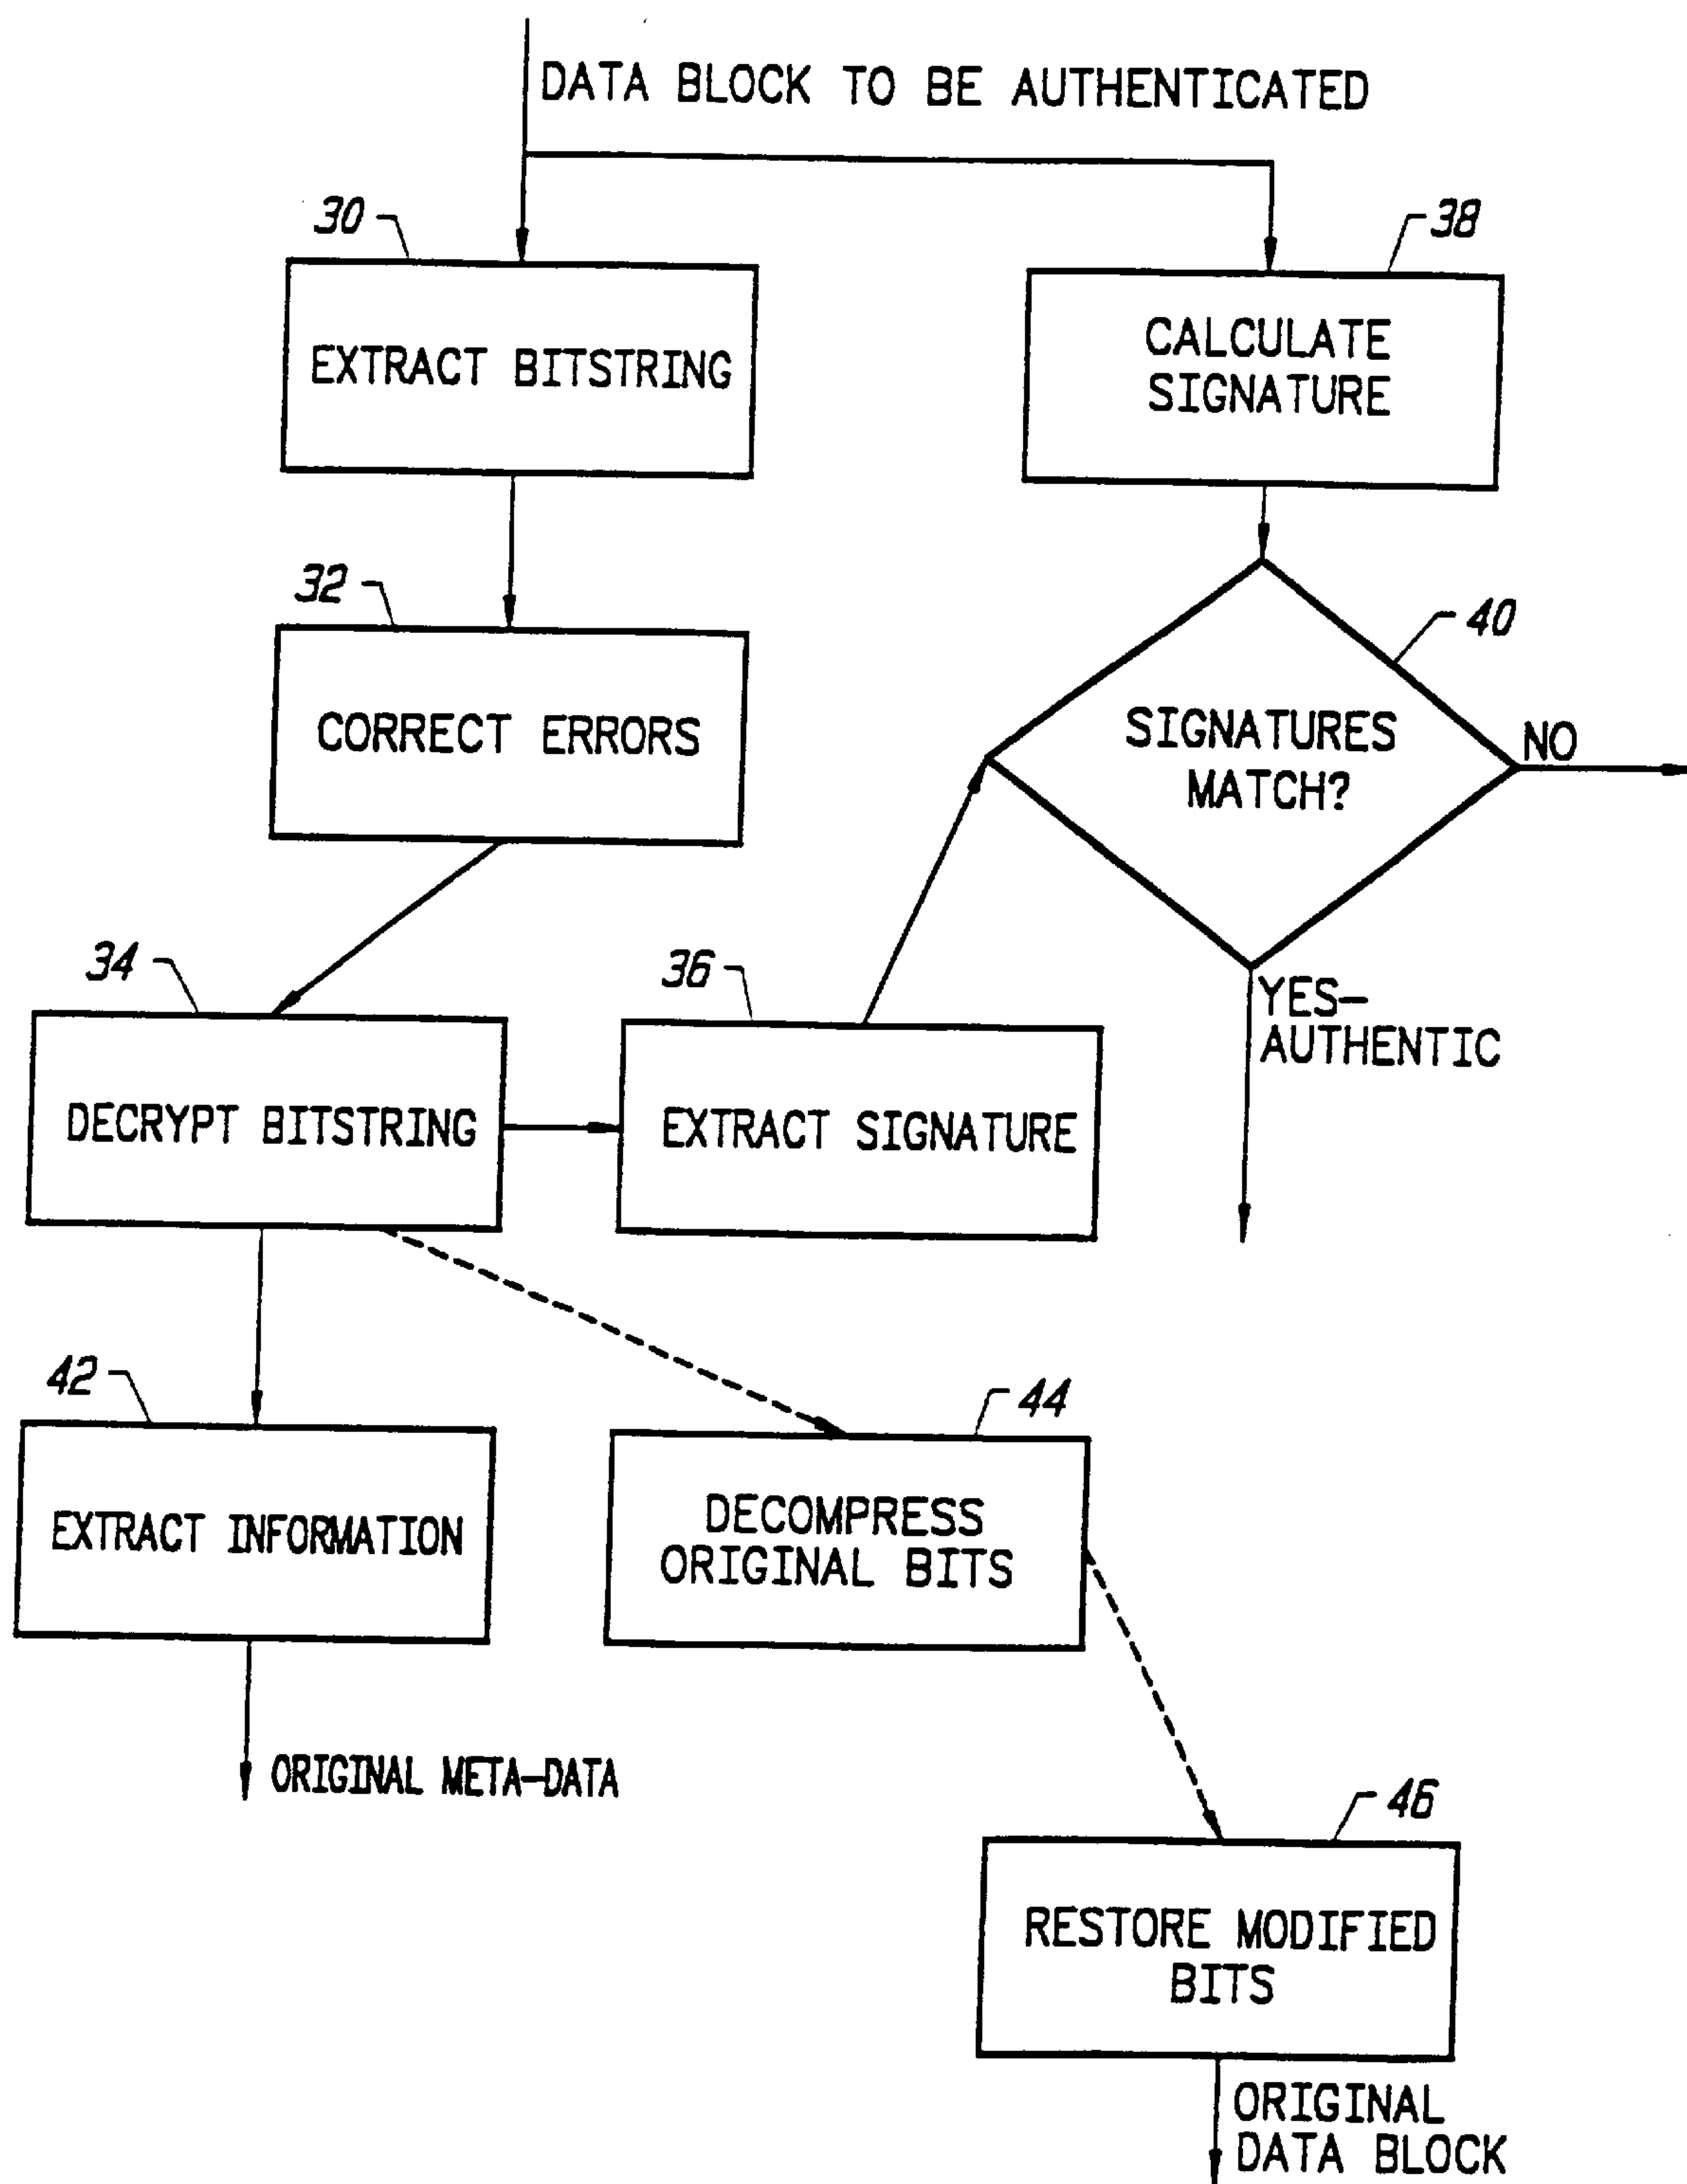 DATA BLOCK TO BE AUTHENTICATED
30
38
EXTRACT BITSTRING
CALCULATE
SIGNATURE
32
40
CORRECT ERRORS
SIGNATURES
MATCH?
NO
34
36
YES-
AUTHENTIC
DECRYPT BITSTRING
EXTRACT SIGNATURE
42
44
EXTRACT INFORMATION
DECOMPRESS
ORIGINAL BITS
ORIGINAL META-DATA
46
RESTORE MODIFIED
BITS
ORIGINAL
DATA BLOCK